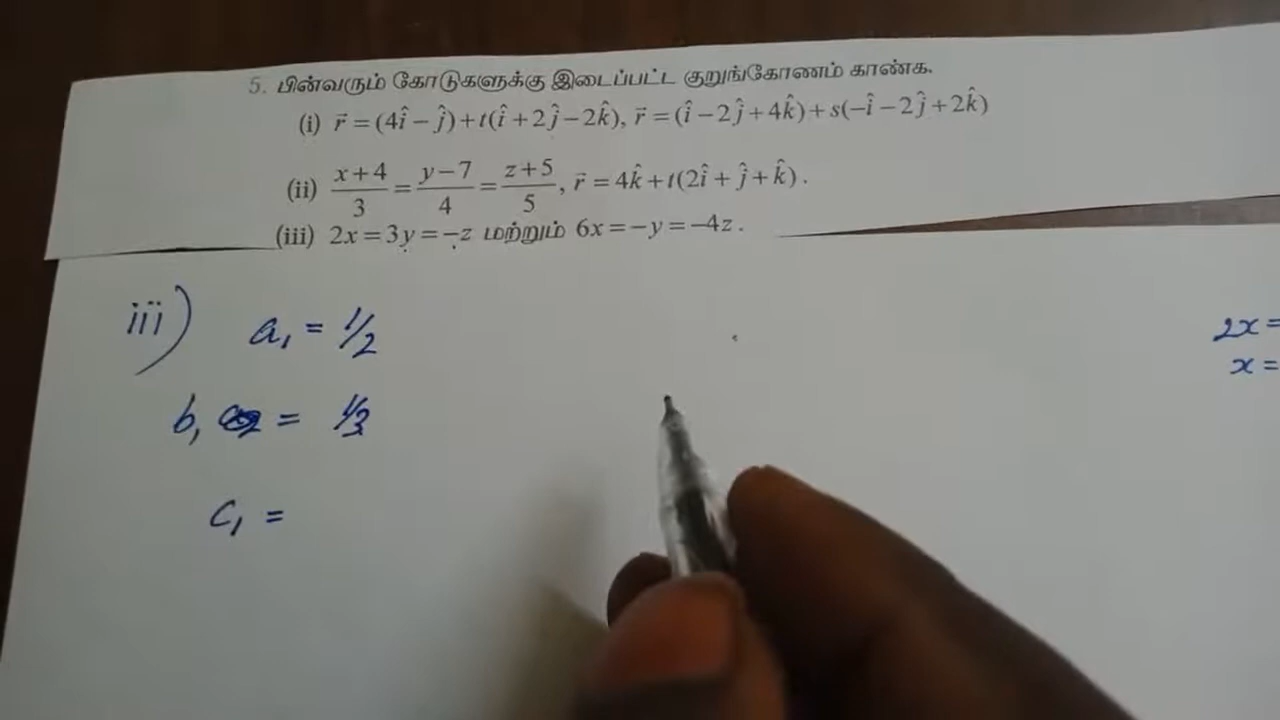 5. பின்வரும் கோடுகளுக்கு இடைப்பட்ட குறுங்கோணம் காண்க.
(i) r⃗ = (4î − ĵ) + t(î + 2ĵ − 2k̂), r⃗ = (î − 2ĵ + 4k̂) + s(−î − 2ĵ + 2k̂)
(ii) (x+4)/3 = (y−7)/4 = (z+5)/5, r⃗ = 4k̂ + t(2î + ĵ + k̂).
(iii) 2x = 3y = −z மற்றும் 6x = −y = −4z.
iii) a₁ = 1/2
2x =
x =
b₁ = 1/3
c₁ =